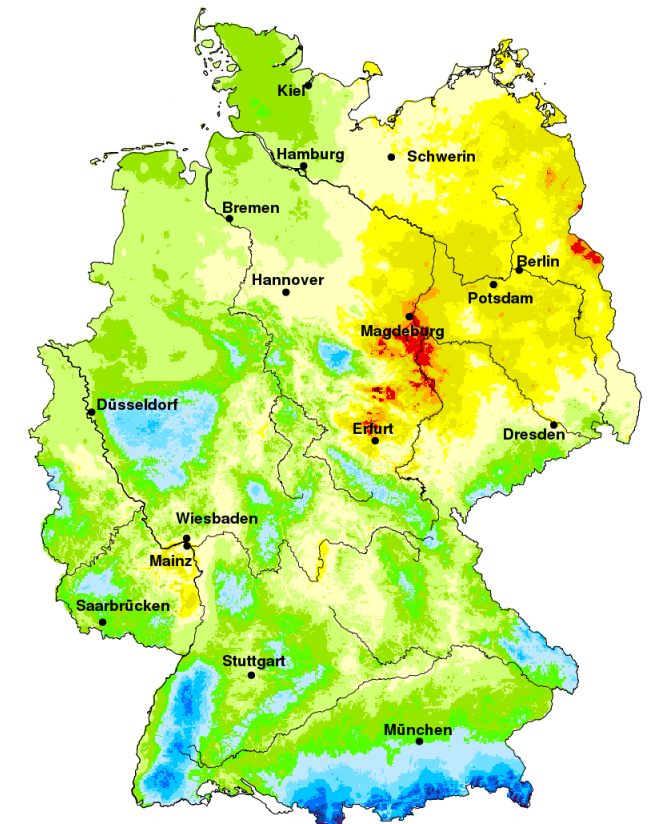 Kiel
Hamburg
Schwerin
Bremen
Berlin
Hannover
Potsdam
Magdeburg
Düsseldorf
Erfurt
Dresden
Wiesbaden
Mainz
Saarbrücken
Stuttgart
München